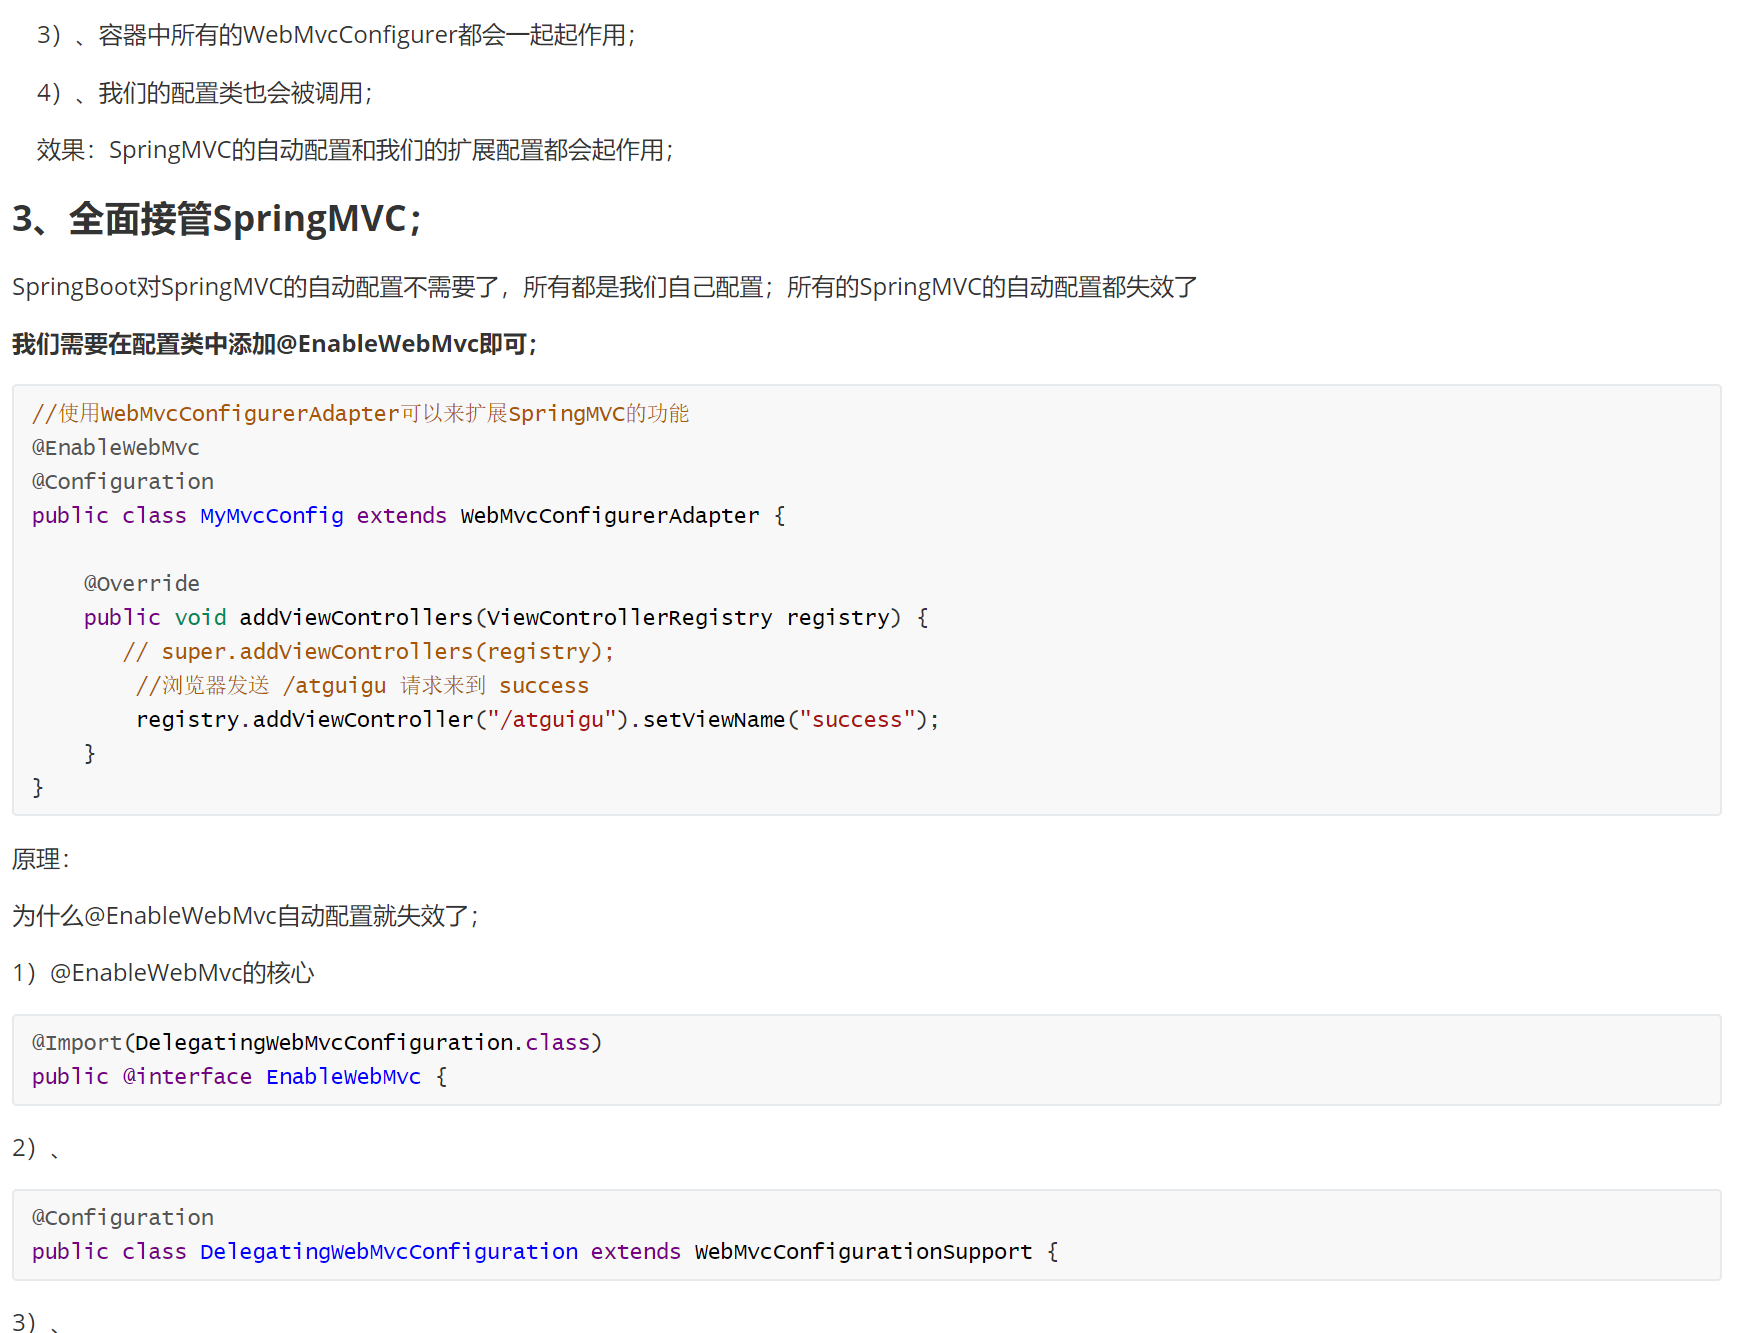 3）、容器中所有的WebMvcConfigurer都会一起起作用；
4）、我们的配置类也会被调用；
效果：SpringMVC的自动配置和我们的扩展配置都会起作用；
3、全面接管SpringMVC；
SpringBoot对SpringMVC的自动配置不需要了，所有都是我们自己配置；所有的SpringMVC的自动配置都失效了
我们需要在配置类中添加@EnableWebMvc即可；
//使用WebMvcConfigurerAdapter可以来扩展SpringMVC的功能
@EnableWebMvc
@Configuration
public class MyMvcConfig extends WebMvcConfigurerAdapter {
    @Override
    public void addViewControllers(ViewControllerRegistry registry) {
       // super.addViewControllers(registry);
        //浏览器发送 /atguigu 请求来到 success
        registry.addViewController("/atguigu").setViewName("success");
    }
}
原理：
为什么@EnableWebMvc自动配置就失效了；
1）@EnableWebMvc的核心
@Import(DelegatingWebMvcConfiguration.class)
public @interface EnableWebMvc {
2）、
@Configuration
public class DelegatingWebMvcConfiguration extends WebMvcConfigurationSupport {
3）、